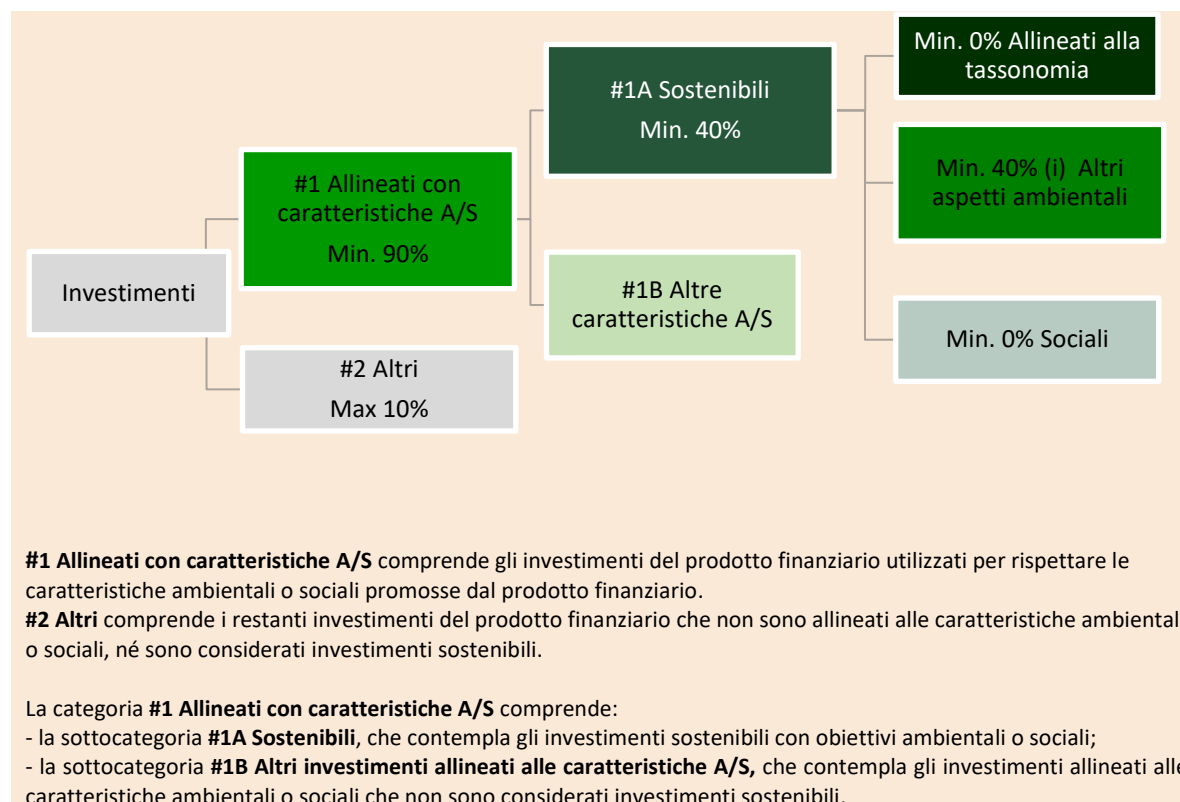 Min. 0% Allineati alla
tassonomia
#1A Sostenibili
Min. 40%
Min. 40% (i) Altri
aspetti ambientali
#1 Allineati con
caratteristiche A/S
Min. 90%
Investimenti
#1B Altre
caratteristiche A/S
Min. 0% Sociali
#2 Altri
Max 10%
#1 Allineati con caratteristiche A/S comprende gli investimenti del prodotto finanziario utilizzati per rispettare le
caratteristiche ambientali o sociali promosse dal prodotto finanziario.
#2 Altri comprende i restanti investimenti del prodotto finanziario che non sono allineati alle caratteristiche ambental
o sociali, né sono considerati investimenti sostenibili.
La categoria #1 Allineati con caratteristiche A/S comprende:
- la sottocategoria #1A Sostenibili, che contempla gli investimenti sostenibili con obiettivi ambientali o sociali;
- la sottocategoria #1B Altri investimenti allineati alle caratteristiche A/S, che contempla gli investimenti allineati alle
caratteristiche ambientali o sociali che non sono considerati investimenti sostenibili.